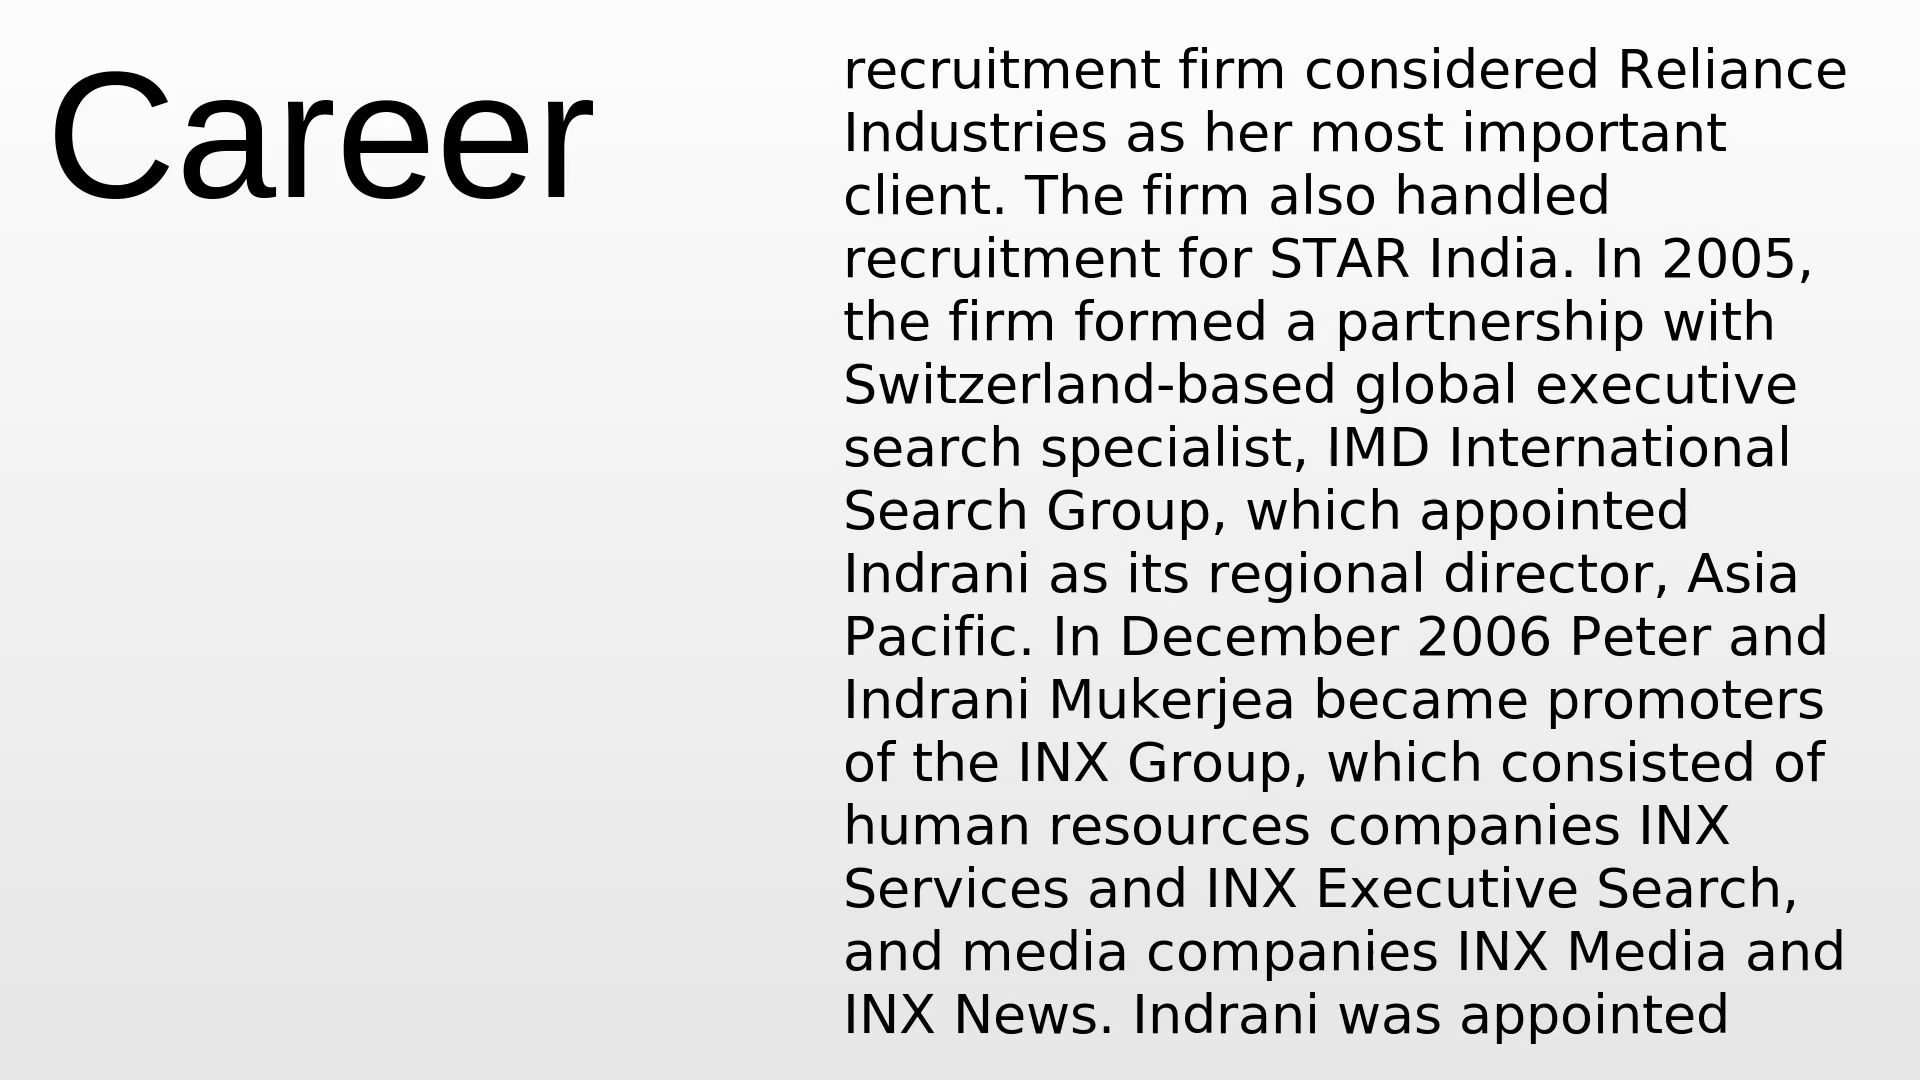 Career
recruitment firm considered Reliance
Industries as her most important
client. The firm also handled
recruitment for STAR India. In 2005,
the firm formed a partnership with
Switzerland-based global executive
search specialist, IMD International
Search Group, which appointed
Indrani as its regional director, Asia
Pacific. In December 2006 Peter and
Indrani Mukerjea became promoters
of the INX Group, which consisted of
human resources companies INX
Services and INX Executive Search,
and media companies INX Media and
INX News. Indrani was appointed